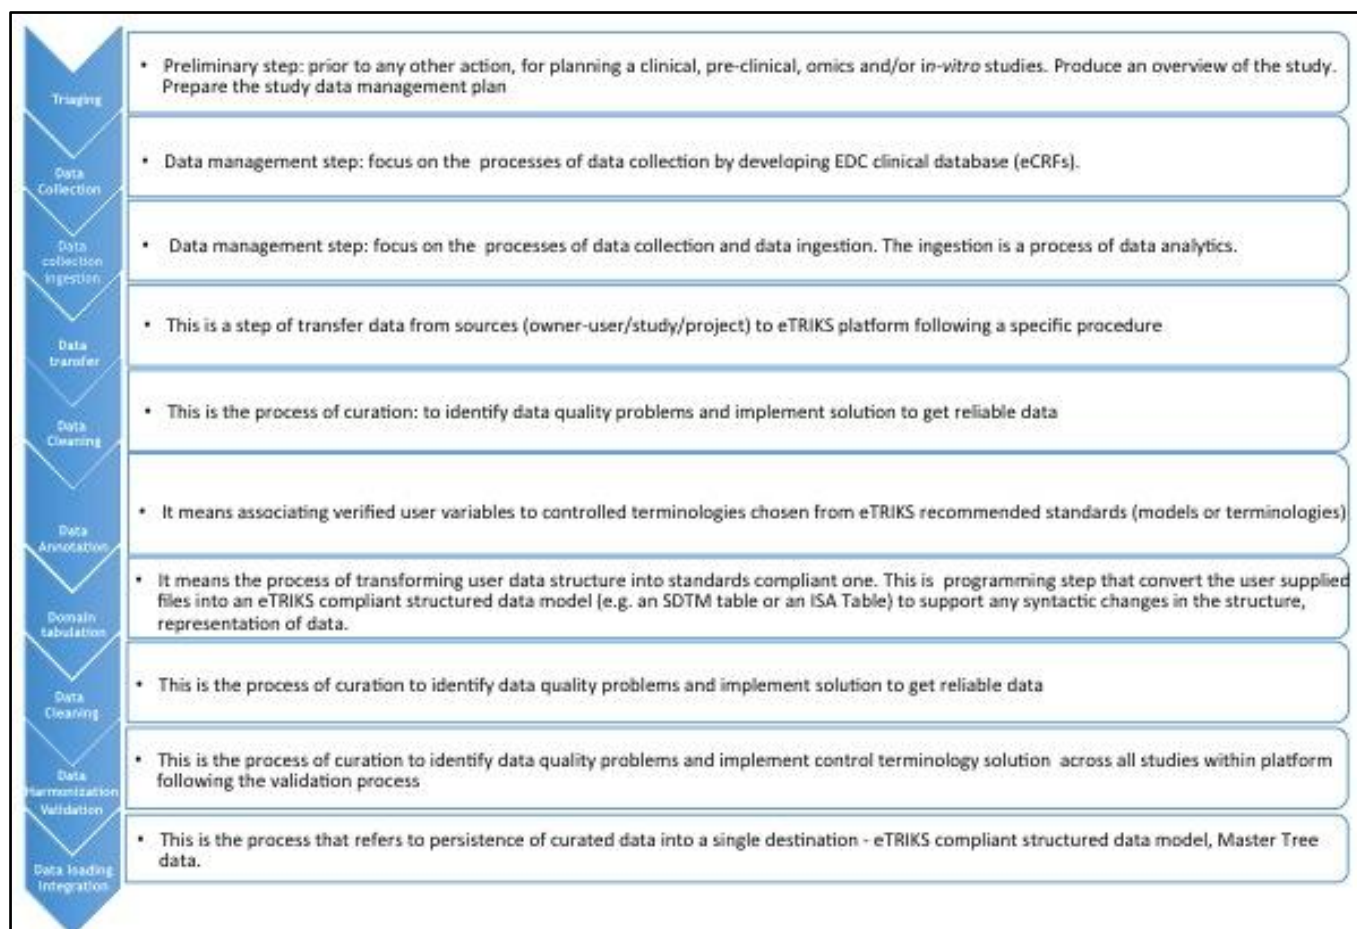 Triaging
• Preliminary step: prior to any other action, for planning a clinical, pre-clinical, omics and/or in-vitro studies. Produce an overview of the study.
Prepare the study data management plan
Data
Collection
• Data management step: focus on the processes of data collection by developing EDC clinical database (eCRFs).
Data
collection
ingestion
• Data management step: focus on the processes of data collection and data ingestion. The ingestion is a process of data analytics.
Data
transfer
• This is a step of transfer data from sources (owner-user/study/project) to eTRIKS platform following a specific procedure
Data
Cleaning
• This is the process of curation: to identify data quality problems and implement solution to get reliable data
Data
Annotation
• It means associating verified user variables to controlled terminologies chosen from eTRIKS recommended standards (models or terminologies)
Domain
tabulation
• It means the process of transforming user data structure into standards compliant one. This is programming step that convert the user supplied
files into an eTRIKS compliant structured data model (e.g. an SDTM table or an ISA Table) to support any syntactic changes in the structure,
representation of data.
Data
Cleaning
• This is the process of curation to identify data quality problems and implement solution to get reliable data
Data
Harmonization
Validation
• This is the process of curation to identify data quality problems and implement control terminology solution across all studies within platform
following the validation process
Data loading
Integration
• This is the process that refers to persistence of curated data into a single destination - eTRIKS compliant structured data model, Master Tree
data.